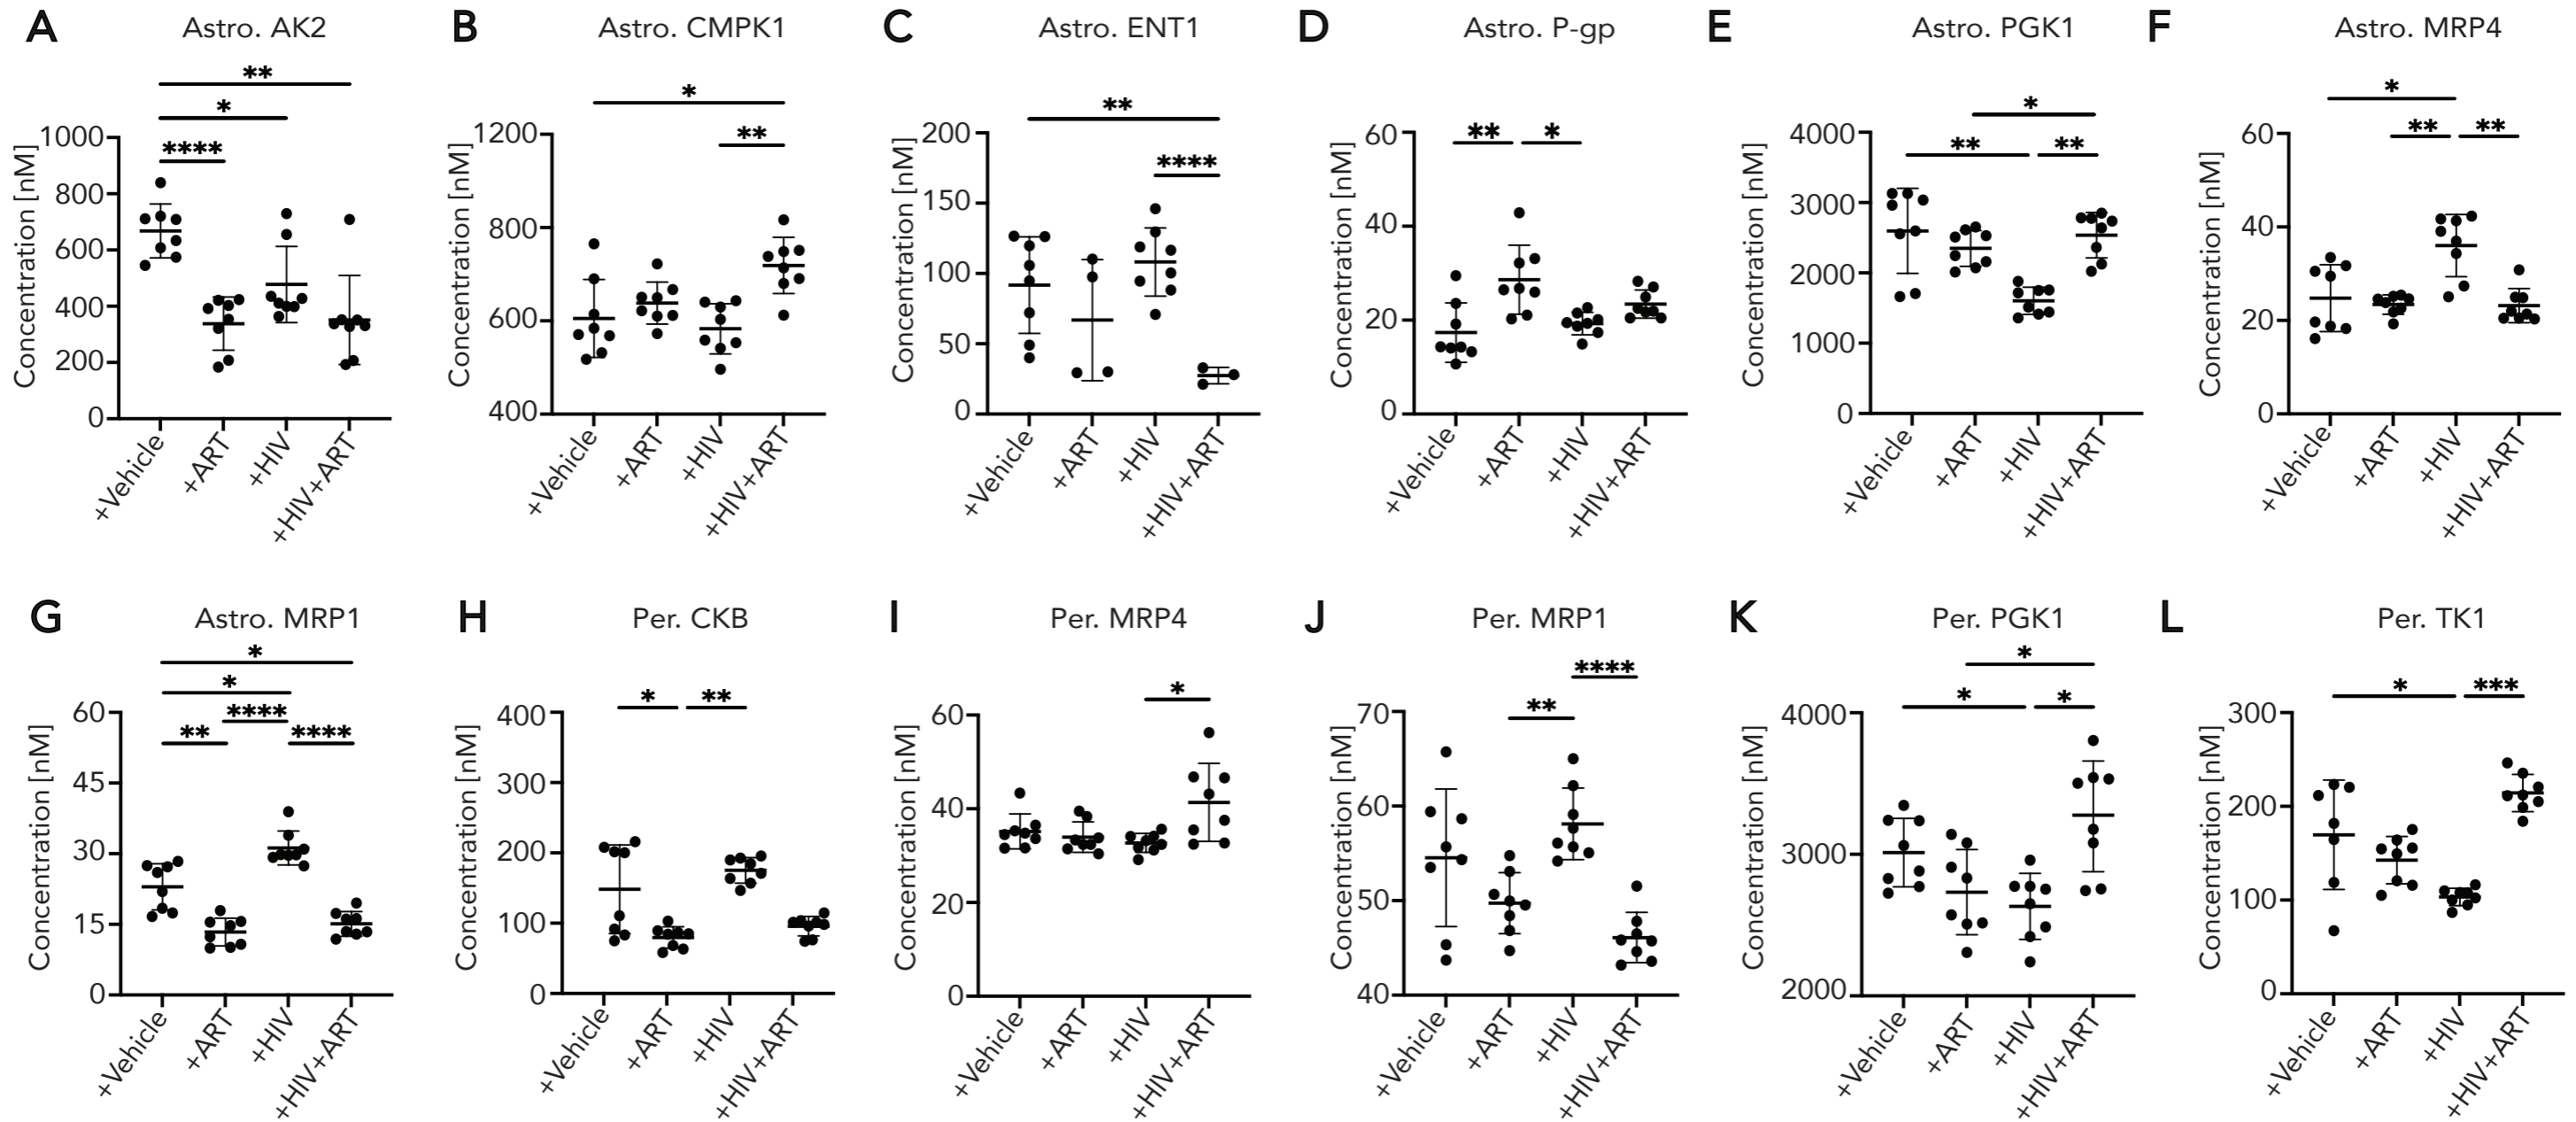 A Astro. AK2
**
*
****
Concentration [nM]
1000
800
600
400
200
0
+Vehicle
+ART
+HIV
+HIV+ART
B Astro. CMPK1
*
**
Concentration [nM]
1200
800
600
400
+Vehicle
+ART
+HIV
+HIV+ART
C Astro. ENT1
**
****
Concentration [nM]
200
150
100
50
0
+Vehicle
+ART
+HIV
+HIV+ART
D Astro. P-gp
** *
Concentration [nM]
60
40
20
0
+Vehicle
+ART
+HIV
+HIV+ART
E Astro. PGK1
*
** **
Concentration [nM]
4000
3000
2000
1000
0
+Vehicle
+ART
+HIV
+HIV+ART
F Astro. MRP4
*
** **
Concentration [nM]
60
40
20
0
+Vehicle
+ART
+HIV
+HIV+ART
G Astro. MRP1
*
*
****
** ****
Concentration [nM]
60
45
30
15
0
+Vehicle
+ART
+HIV
+HIV+ART
H Per. CKB
* **
Concentration [nM]
400
300
200
100
0
+Vehicle
+ART
+HIV
+HIV+ART
I Per. MRP4
*
Concentration [nM]
60
40
20
0
+Vehicle
+ART
+HIV
+HIV+ART
J Per. MRP1
****
**
Concentration [nM]
70
60
50
40
+Vehicle
+ART
+HIV
+HIV+ART
K Per. PGK1
*
* *
Concentration [nM]
4000
3000
2000
+Vehicle
+ART
+HIV
+HIV+ART
L Per. TK1
* ***
Concentration [nM]
300
200
100
0
+Vehicle
+ART
+HIV
+HIV+ART